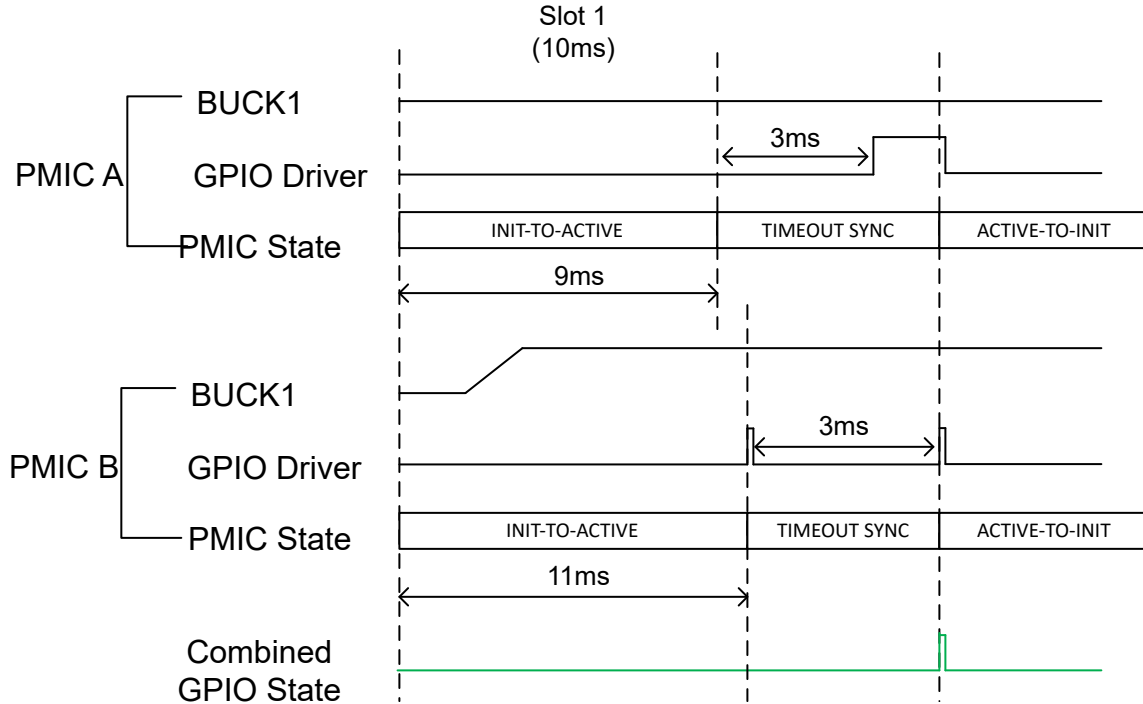 Slot 1
(10ms)
PMIC A
BUCK1
3ms
GPIO Driver
PMIC State
INIT-TO-ACTIVE
TIMEOUT SYNC
ACTIVE-TO-INIT
9ms
PMIC B
BUCK1
3ms
GPIO Driver
PMIC State
INIT-TO-ACTIVE
TIMEOUT SYNC
ACTIVE-TO-INIT
11ms
Combined
GPIO State